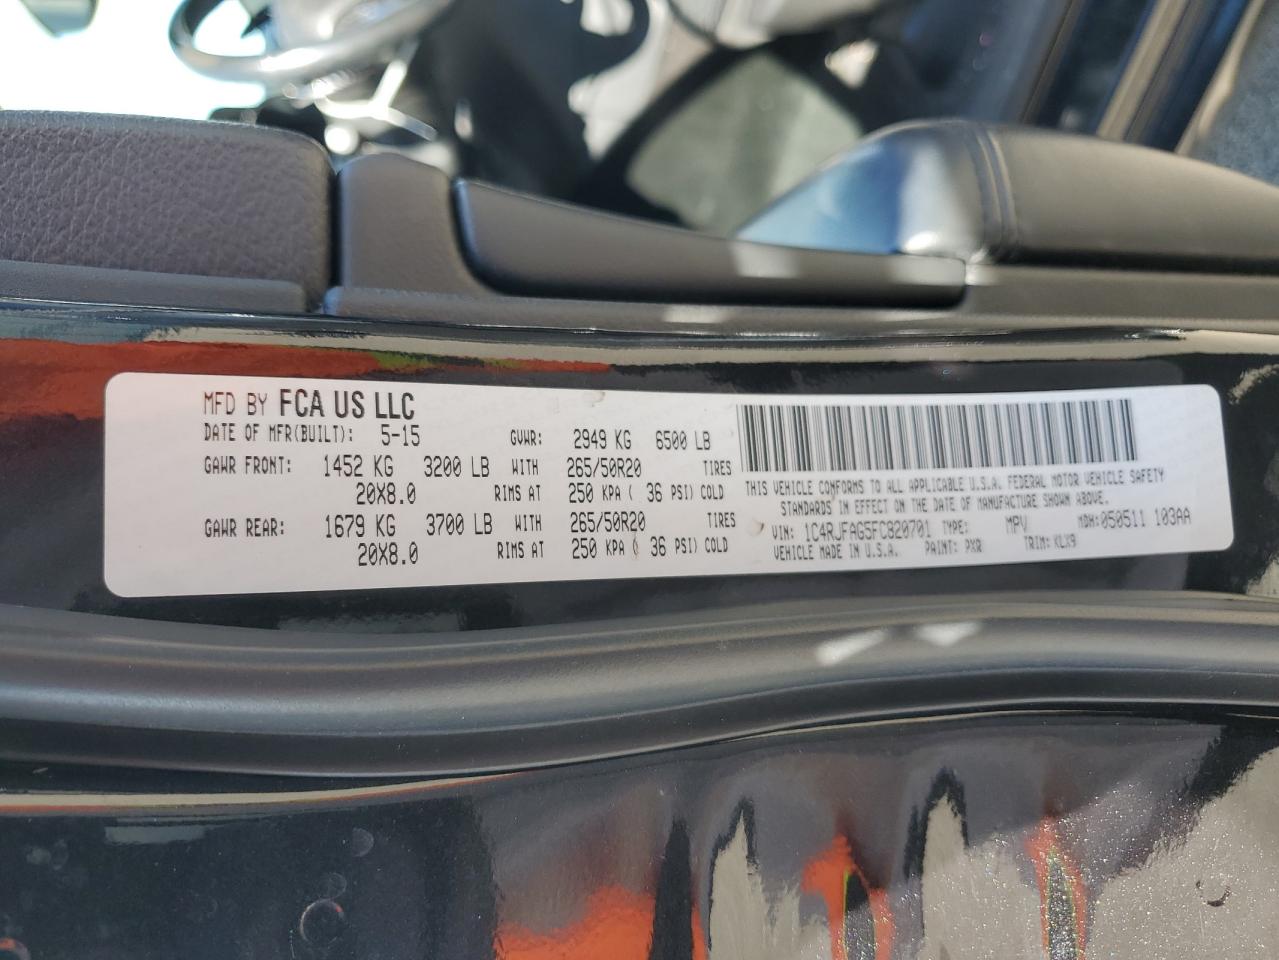 MFD BY FCA US LLC
DATE OF MFR(BUILT): 5-15 GVWR: 2949 KG 6500 LB
GAWR FRONT: 1452 KG 3200 LB WITH 265/50R20 TIRES
20X8.0 RIMS AT 250 KPA ( 36 PSI) COLD
GAWR REAR: 1679 KG 3700 LB WITH 265/50R20 TIRES
20X8.0 RIMS AT 250 KPA ( 36 PSI) COLD
THIS VEHICLE CONFORMS TO ALL APPLICABLE U.S.A. FEDERAL MOTOR VEHICLE SAFETY
STANDARDS IN EFFECT ON THE DATE OF MANUFACTURE SHOWN ABOVE.
VIN: 1C4RJFAG5FC820701 TYPE: MPV MDH:050511 103AA
VEHICLE MADE IN U.S.A. PAINT: PXR TRIM: KLX9